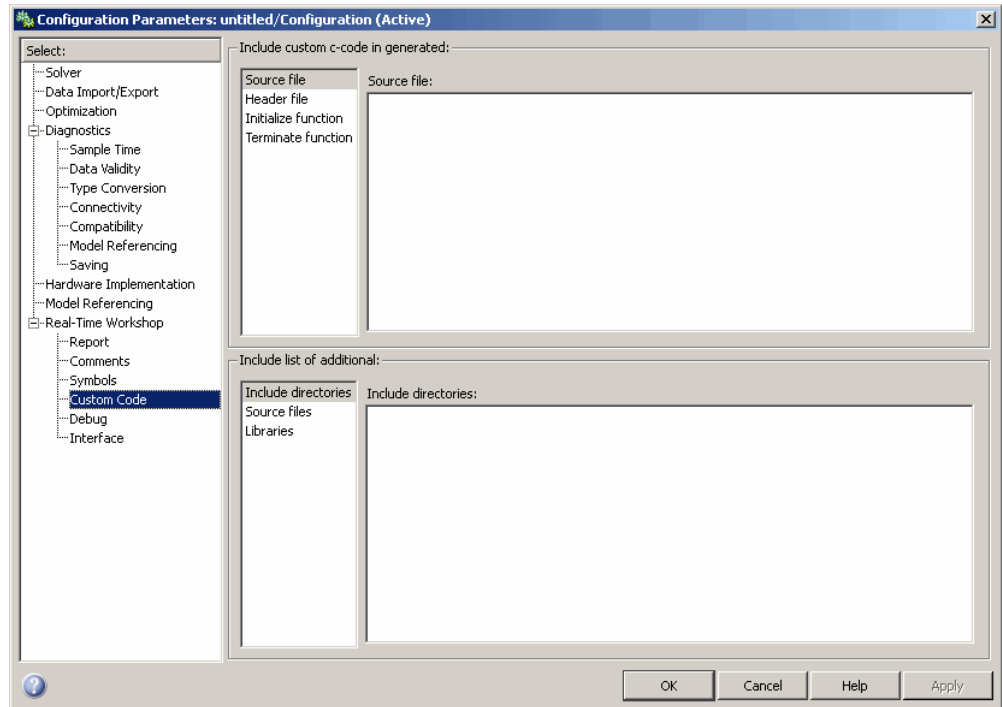 Configuration Parameters: untitled/Configuration (Active)
Select:
Solver
Data Import/Export
Optimization
Diagnostics
Sample Time
Data Validity
Type Conversion
Connectivity
Compatibility
Model Referencing
Saving
Hardware Implementation
Model Referencing
Real-Time Workshop
Report
Comments
Symbols
Custom Code
Debug
Interface
Include custom c-code in generated:
Source file
Header file
Initialize function
Terminate function
Source file:
Include list of additional:
Include directories
Source files
Libraries
Include directories:
?
OK
Cancel
Help
Apply